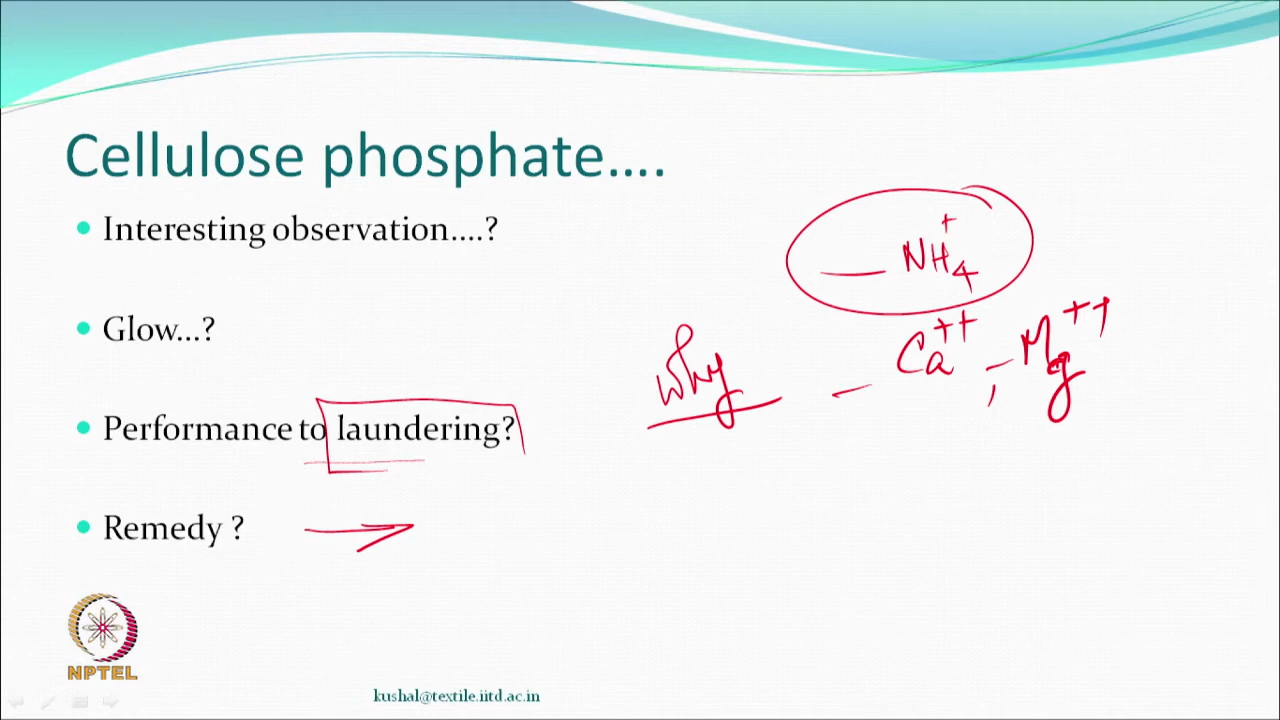 Cellulose phosphate....
Interesting observation....?
Glow...?
Performance to laundering?
Remedy ?
— NH4+
Why
— Ca++ ; Mg++
NPTEL
kushal@textile.iitd.ac.in